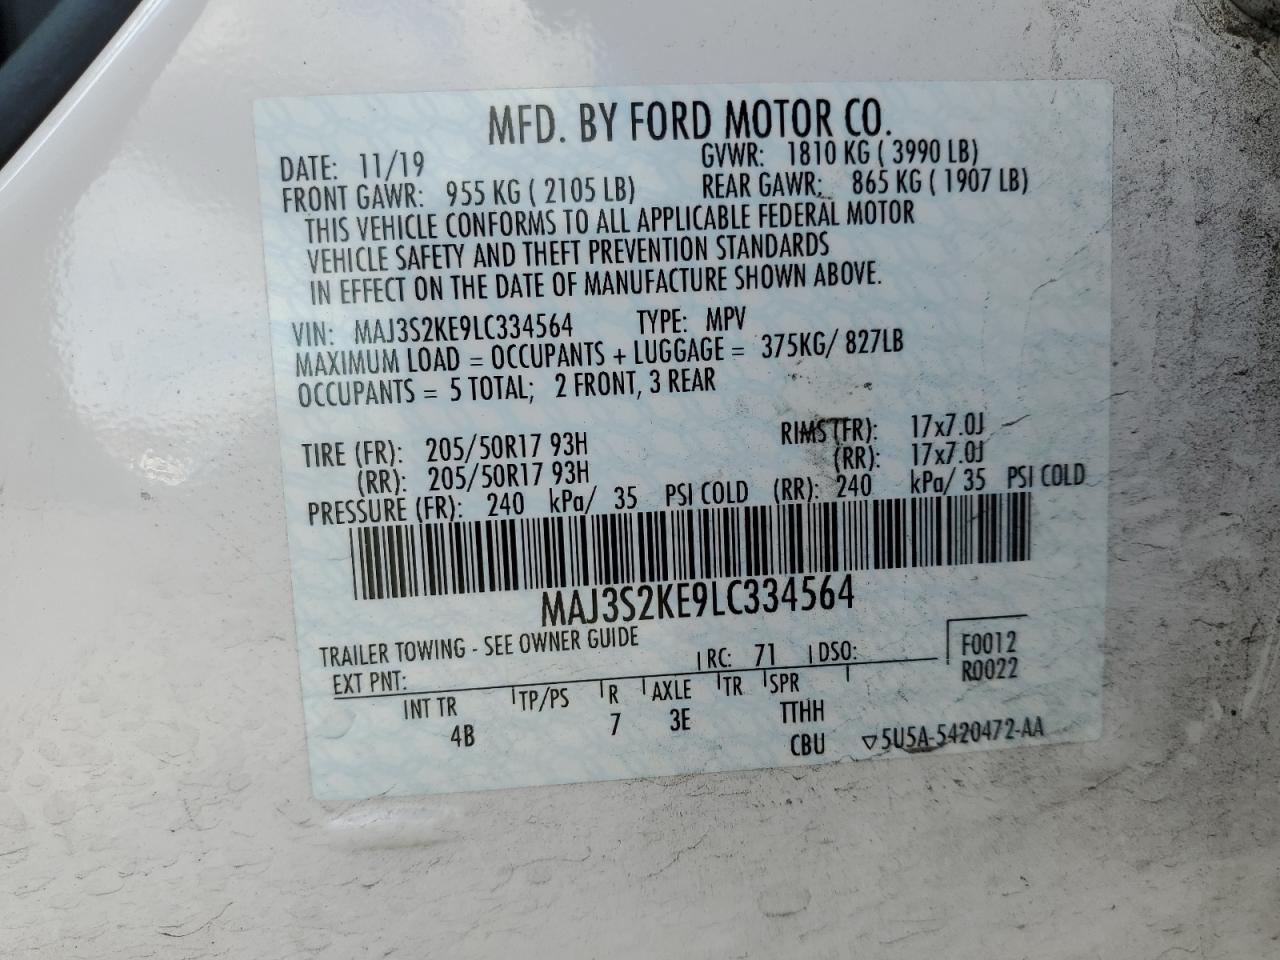 MFD. BY FORD MOTOR CO.
DATE: 11/19 GVWR: 1810 KG ( 3990 LB)
FRONT GAWR: 955 KG ( 2105 LB) REAR GAWR: 865 KG ( 1907 LB)
THIS VEHICLE CONFORMS TO ALL APPLICABLE FEDERAL MOTOR
VEHICLE SAFETY AND THEFT PREVENTION STANDARDS
IN EFFECT ON THE DATE OF MANUFACTURE SHOWN ABOVE.
VIN: MAJ3S2KE9LC334564 TYPE: MPV
MAXIMUM LOAD = OCCUPANTS + LUGGAGE = 375KG/ 827LB
OCCUPANTS = 5 TOTAL; 2 FRONT, 3 REAR
TIRE (FR): 205/50R17 93H RIMS (FR): 17x7.0J
(RR): 205/50R17 93H (RR): 17x7.0J
PRESSURE (FR): 240 kPa/ 35 PSI COLD (RR): 240 kPa/ 35 PSI COLD
MAJ3S2KE9LC334564
TRAILER TOWING - SEE OWNER GUIDE
EXT PNT: RC: 71 DSO: F0012
R0022
INT TR TP/PS R AXLE TR SPR
4B 7 3E TTHH
CBU ▽5U5A-5420472-AA